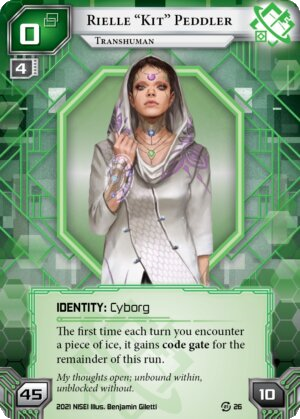 0
Rielle “Kit” Peddler
Transhuman
4
IDENTITY: Cyborg
The first time each turn you encounter
a piece of ice, it gains code gate for the
remainder of this run.
My thoughts open; unbound within,
unblocked without.
45
10
2021 NISEI Illus. Benjamin Giletti
26